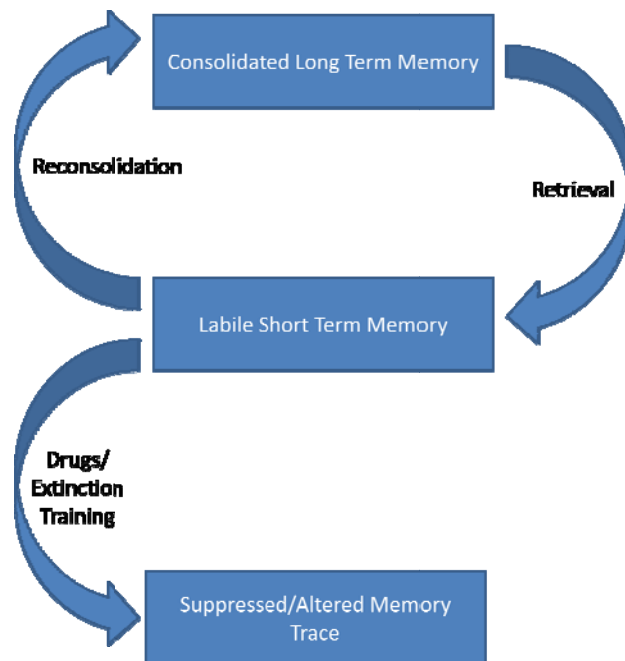 Consolidated Long Term Memory
Reconsolidation
Retrieval
Labile Short Term Memory
Drugs/
Extinction
Training
Suppressed/Altered Memory
Trace